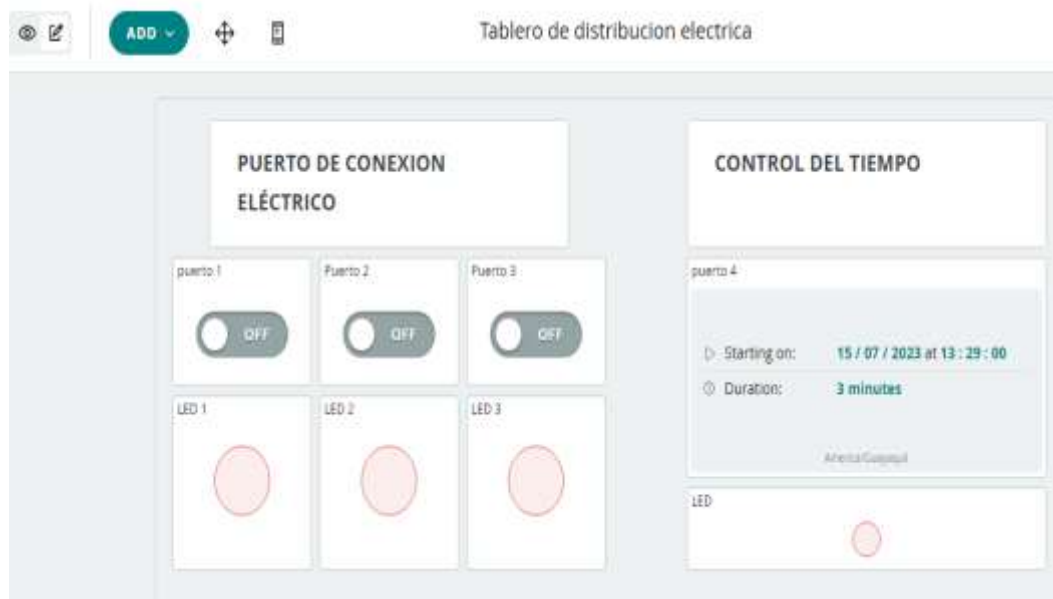 ADD
Tablero de distribucion electrica
PUERTO DE CONEXION
ELÉCTRICO
CONTROL DEL TIEMPO
puerto 1
Puerto 2
Puerto 3
puerto 4
OFF
OFF
OFF
Starting on: 15 / 07 / 2023 at 13 : 29 : 00
Duration: 3 minutes
America/Guayaquil
LED 1
LED 2
LED 3
LED